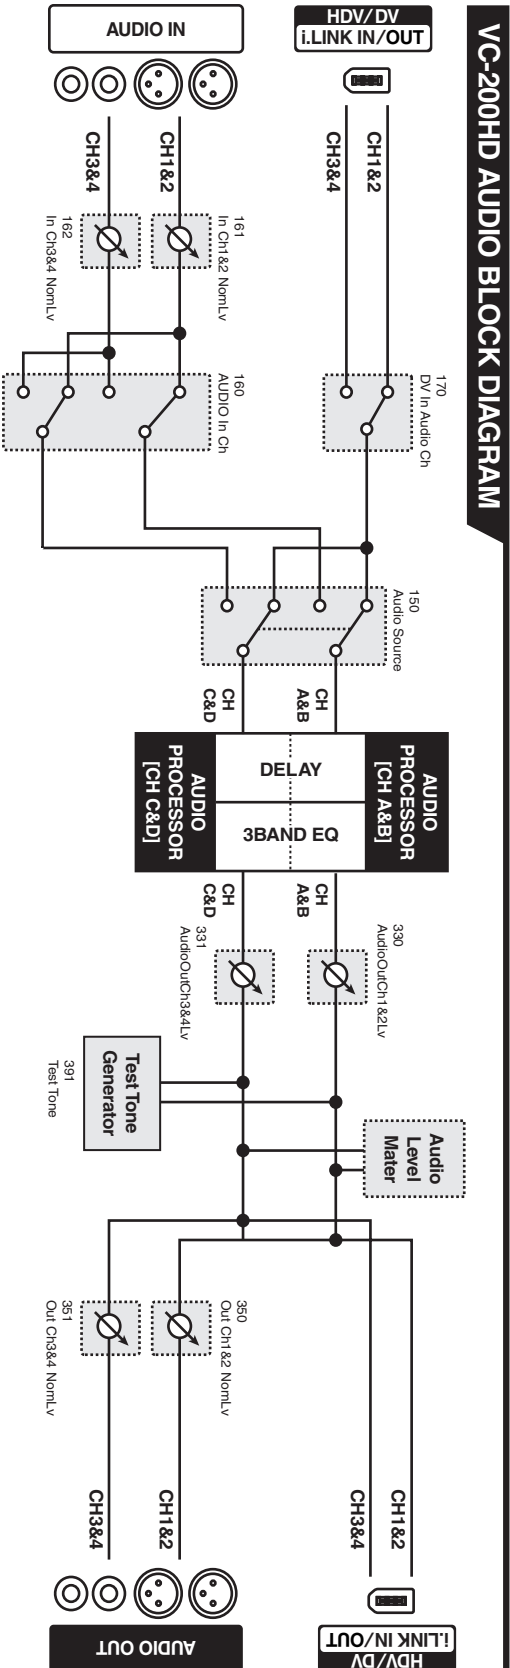 VC-200HD AUDIO BLOCK DIAGRAM
HDV/DV
i.LINK IN/OUT
CH1&2
CH3&4
AUDIO IN
CH1&2
CH3&4
161
In Ch1&2 NomLv
162
In Ch3&4 NomLv
170
DV In Audio Ch
160
AUDIO In Ch
150
Audio Source
CH
A&B
CH
C&D
AUDIO
PROCESSOR
[CH A&B]
DELAY
3BAND EQ
AUDIO
PROCESSOR
[CH C&D]
CH
A&B
CH
C&D
330
AudioOutCh1&2Lv
331
AudioOutCh3&4Lv
Test Tone
Generator
391
Test Tone
Audio
Level
Mater
350
Out Ch1&2 NomLv
351
Out Ch3&4 NomLv
CH1&2
CH3&4
HDV/DV
i.LINK IN/OUT
CH1&2
CH3&4
AUDIO OUT